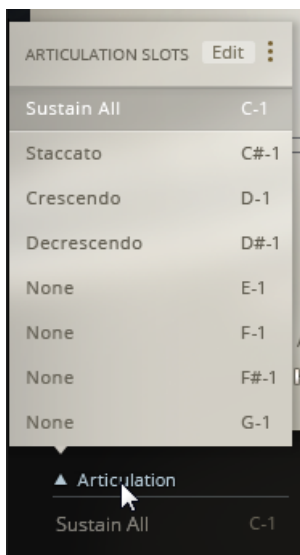 ARTICULATION SLOTS Edit
Sustain All C-1
Staccato C#-1
Crescendo D-1
Decrescendo D#-1
None E-1
None F-1
None F#-1
None G-1
Articulation
Sustain All C-1